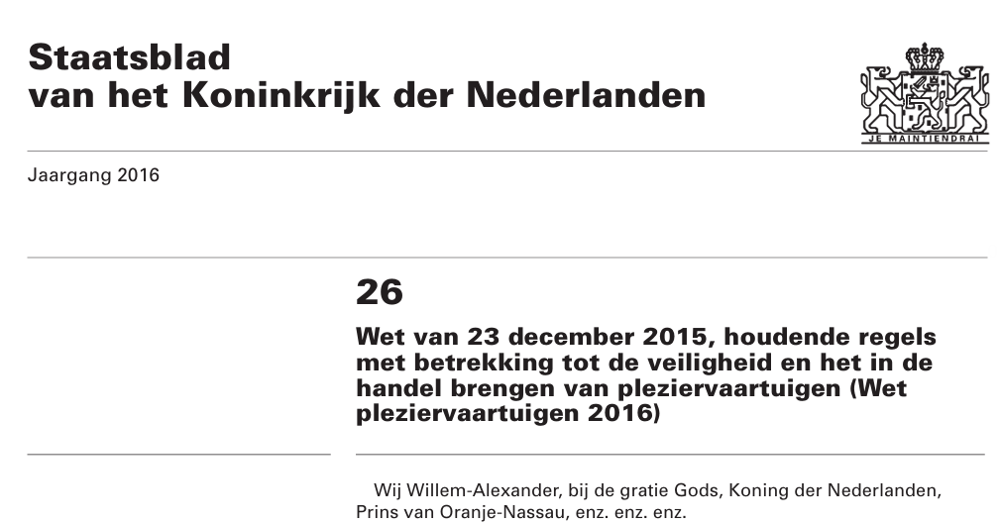 Staatsblad
van het Koninkrijk der Nederlanden
JE MAINTIENDRAI
Jaargang 2016
26
Wet van 23 december 2015, houdende regels
met betrekking tot de veiligheid en het in de
handel brengen van pleziervaartuigen (Wet
pleziervaartuigen 2016)
Wij Willem-Alexander, bij de gratie Gods, Koning der Nederlanden,
Prins van Oranje-Nassau, enz. enz. enz.